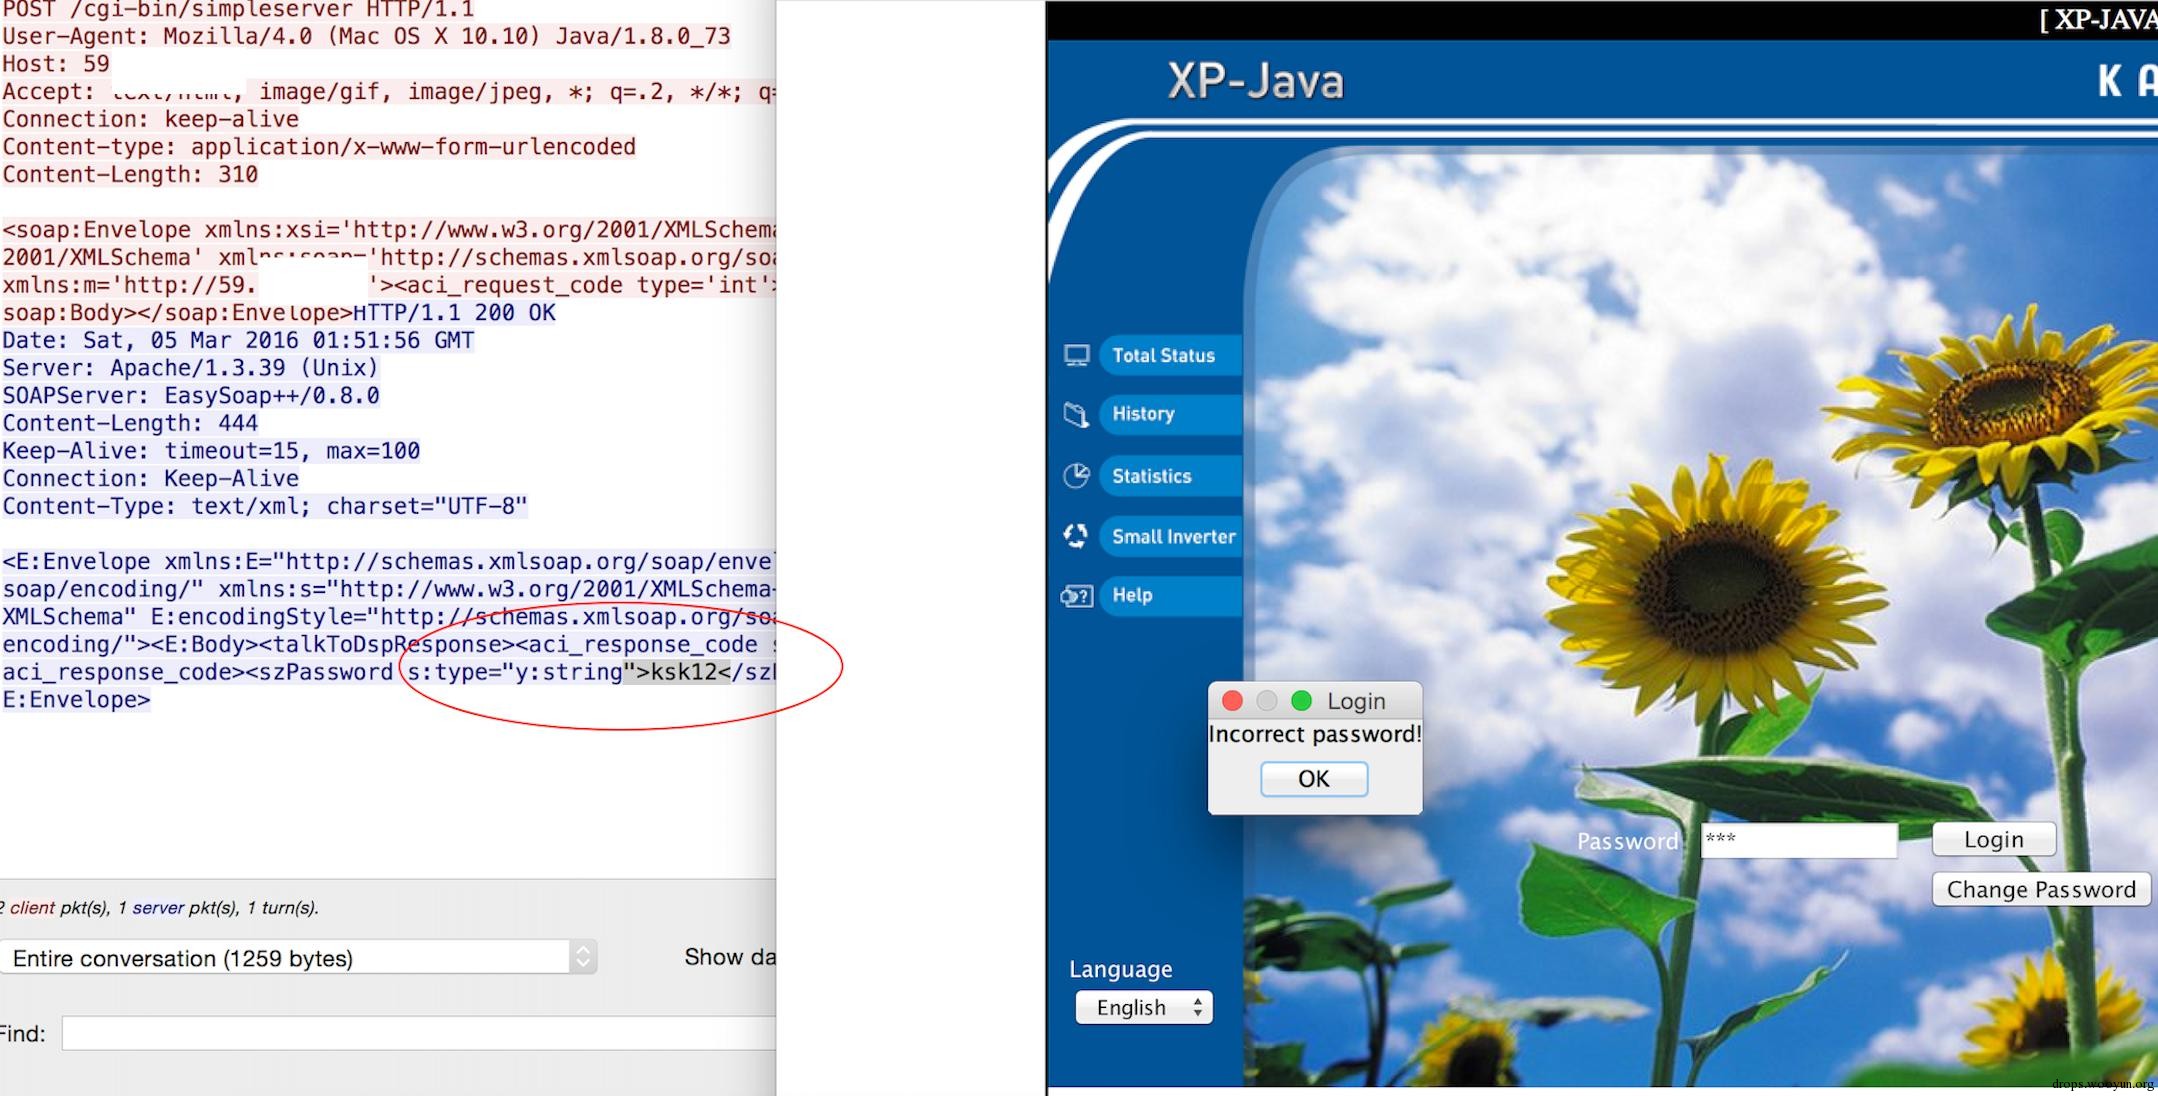 POST /cgi-bin/simpleserver HTTP/1.1
User-Agent: Mozilla/4.0 (Mac OS X 10.10) Java/1.8.0_73
Host: 59
Accept: text/html, image/gif, image/jpeg, *; q=.2, */*; q=
Connection: keep-alive
Content-type: application/x-www-form-urlencoded
Content-Length: 310
<soap:Envelope xmlns:xsi='http://www.w3.org/2001/XMLSchema
2001/XMLSchema' xmlns:soap='http://schemas.xmlsoap.org/soa
xmlns:m='http://59. '><aci_request_code type='int'>
soap:Body></soap:Envelope>HTTP/1.1 200 OK
Date: Sat, 05 Mar 2016 01:51:56 GMT
Server: Apache/1.3.39 (Unix)
SOAPServer: EasySoap++/0.8.0
Content-Length: 444
Keep-Alive: timeout=15, max=100
Connection: Keep-Alive
Content-Type: text/xml; charset="UTF-8"
<E:Envelope xmlns:E="http://schemas.xmlsoap.org/soap/envel
soap/encoding/" xmlns:s="http://www.w3.org/2001/XMLSchema-
XMLSchema" E:encodingStyle="http://schemas.xmlsoap.org/soa
encoding/"><E:Body><talkToDspResponse><aci_response_code s
aci_response_code><szPassword s:type="y:string">ksk12</szP
E:Envelope>
2 client pkt(s), 1 server pkt(s), 1 turn(s).
Entire conversation (1259 bytes)
Show da
Find:
[ XP-JAVA
XP-Java
K A
Total Status
History
Statistics
Small Inverter
Help
Login
Incorrect password!
OK
Password
***
Login
Change Password
Language
English
drops.wooyun.org